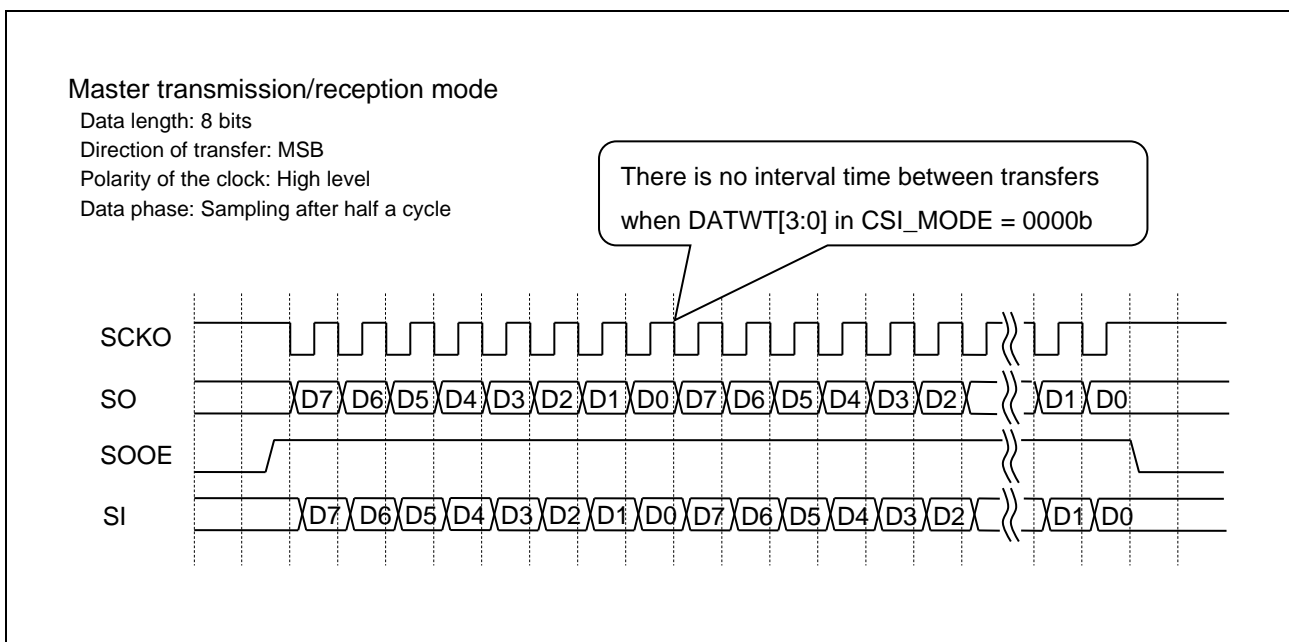 Master transmission/reception mode
Data length: 8 bits
Direction of transfer: MSB
Polarity of the clock: High level
Data phase: Sampling after half a cycle
There is no interval time between transfers
when DATWT[3:0] in CSI_MODE = 0000b
SCKO
SO D7 D6 D5 D4 D3 D2 D1 D0 D7 D6 D5 D4 D3 D2 D1 D0
SOOE
SI D7 D6 D5 D4 D3 D2 D1 D0 D7 D6 D5 D4 D3 D2 D1 D0